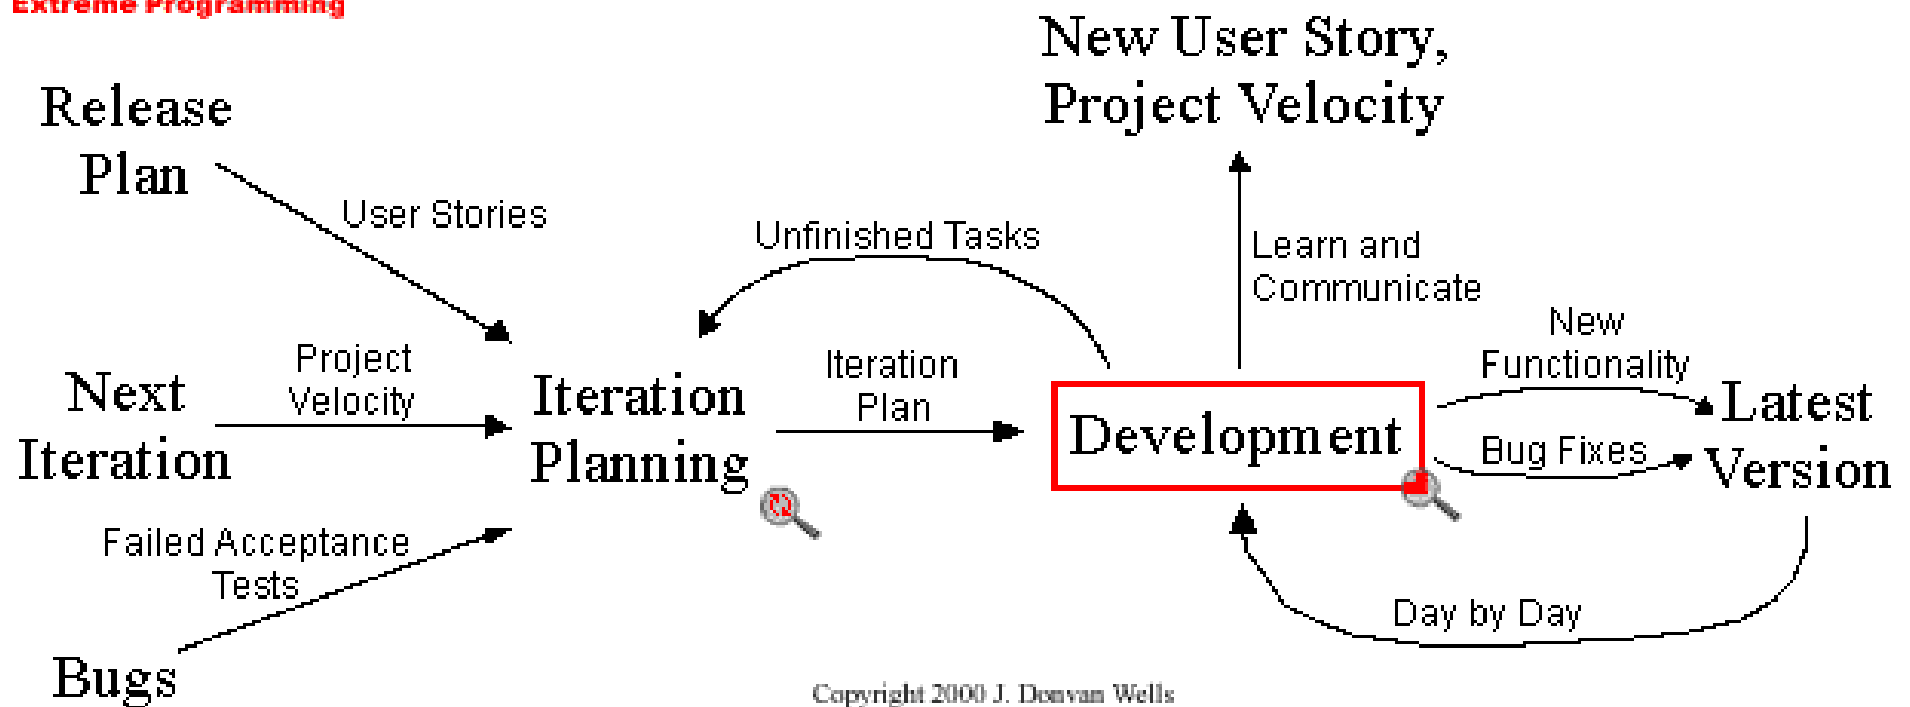 Extreme Programming
New User Story,
Project Velocity
Release
Plan
User Stories
Unfinished Tasks
Learn and
Communicate
New
Functionality
Project
Velocity
Iteration
Plan
Next
Iteration
Iteration
Planning
Development
Latest
Version
Bug Fixes
Failed Acceptance
Tests
Day by Day
Bugs
Copyright 2000 J. Donvan Wells